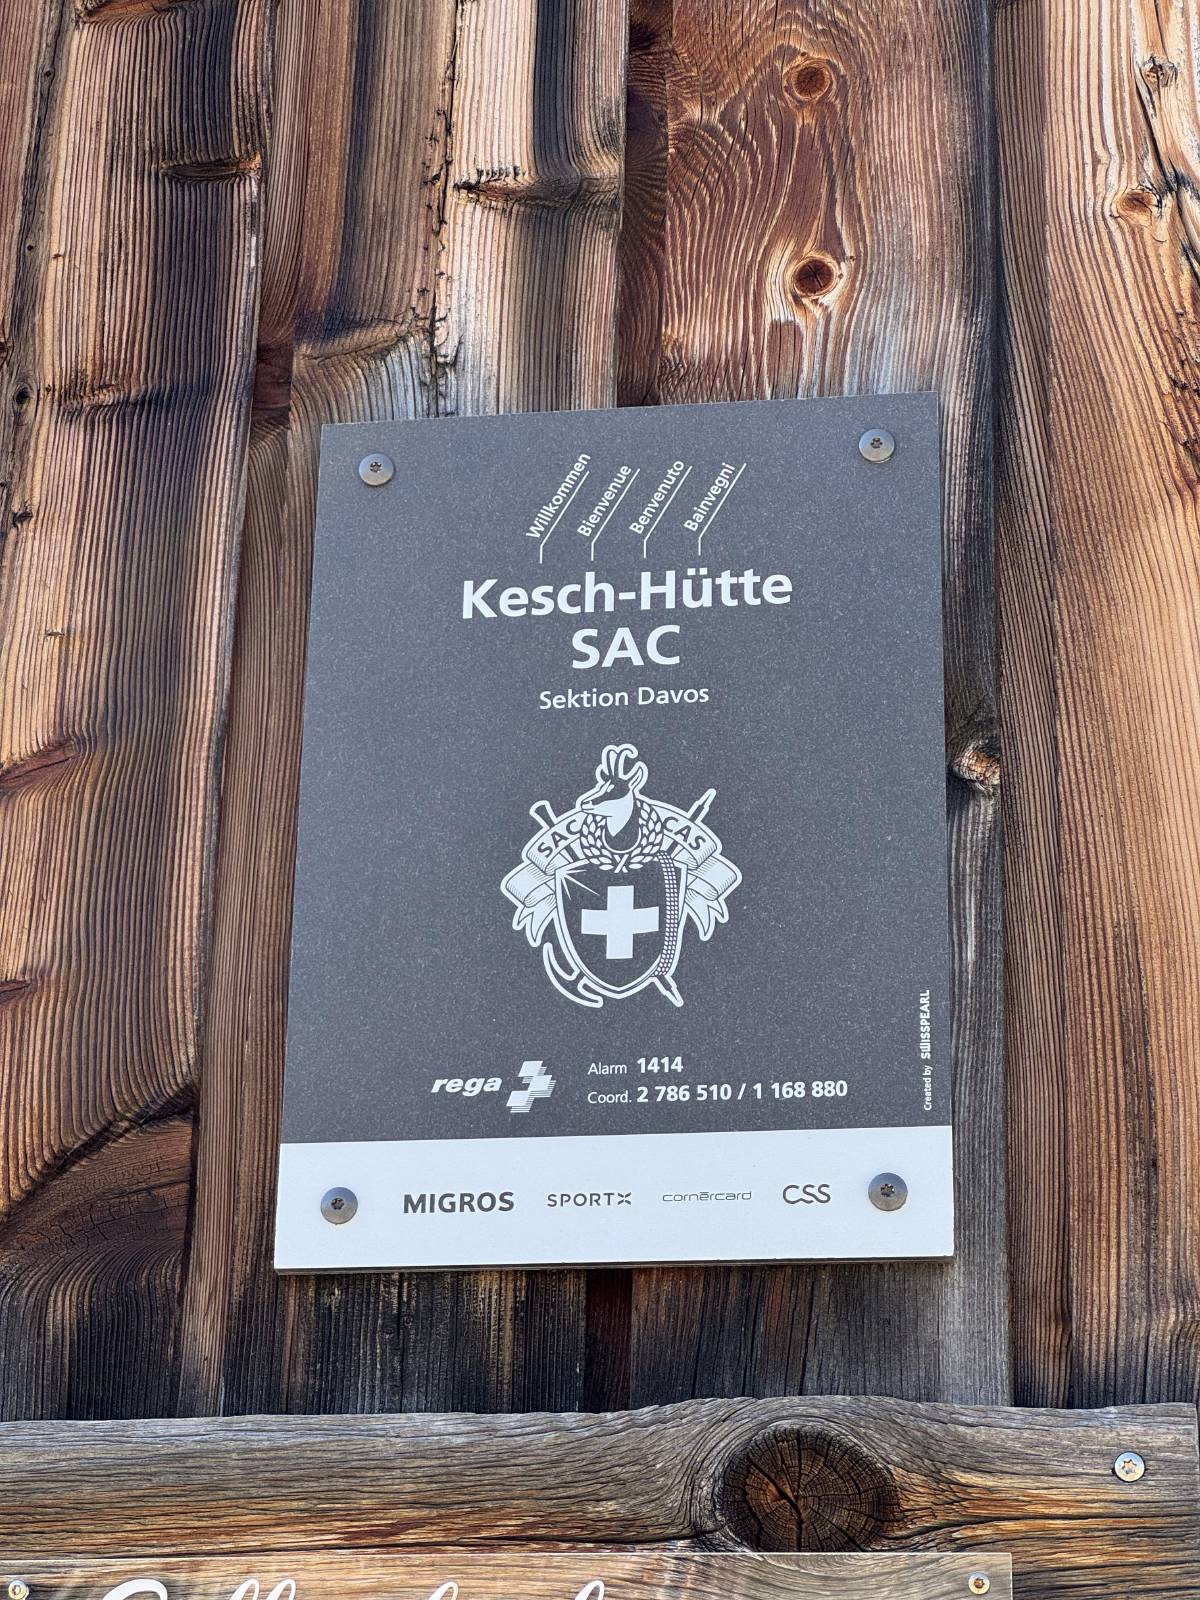 Willkommen
Bienvenue
Benvenuto
Bainvegni
Kesch-Hütte
SAC
Sektion Davos
SAC
CAS
rega
Alarm 1414
Coord. 2 786 510 / 1 168 880
Created by SWISSPEARL
MIGROS SPORTX cornèrcard CSS